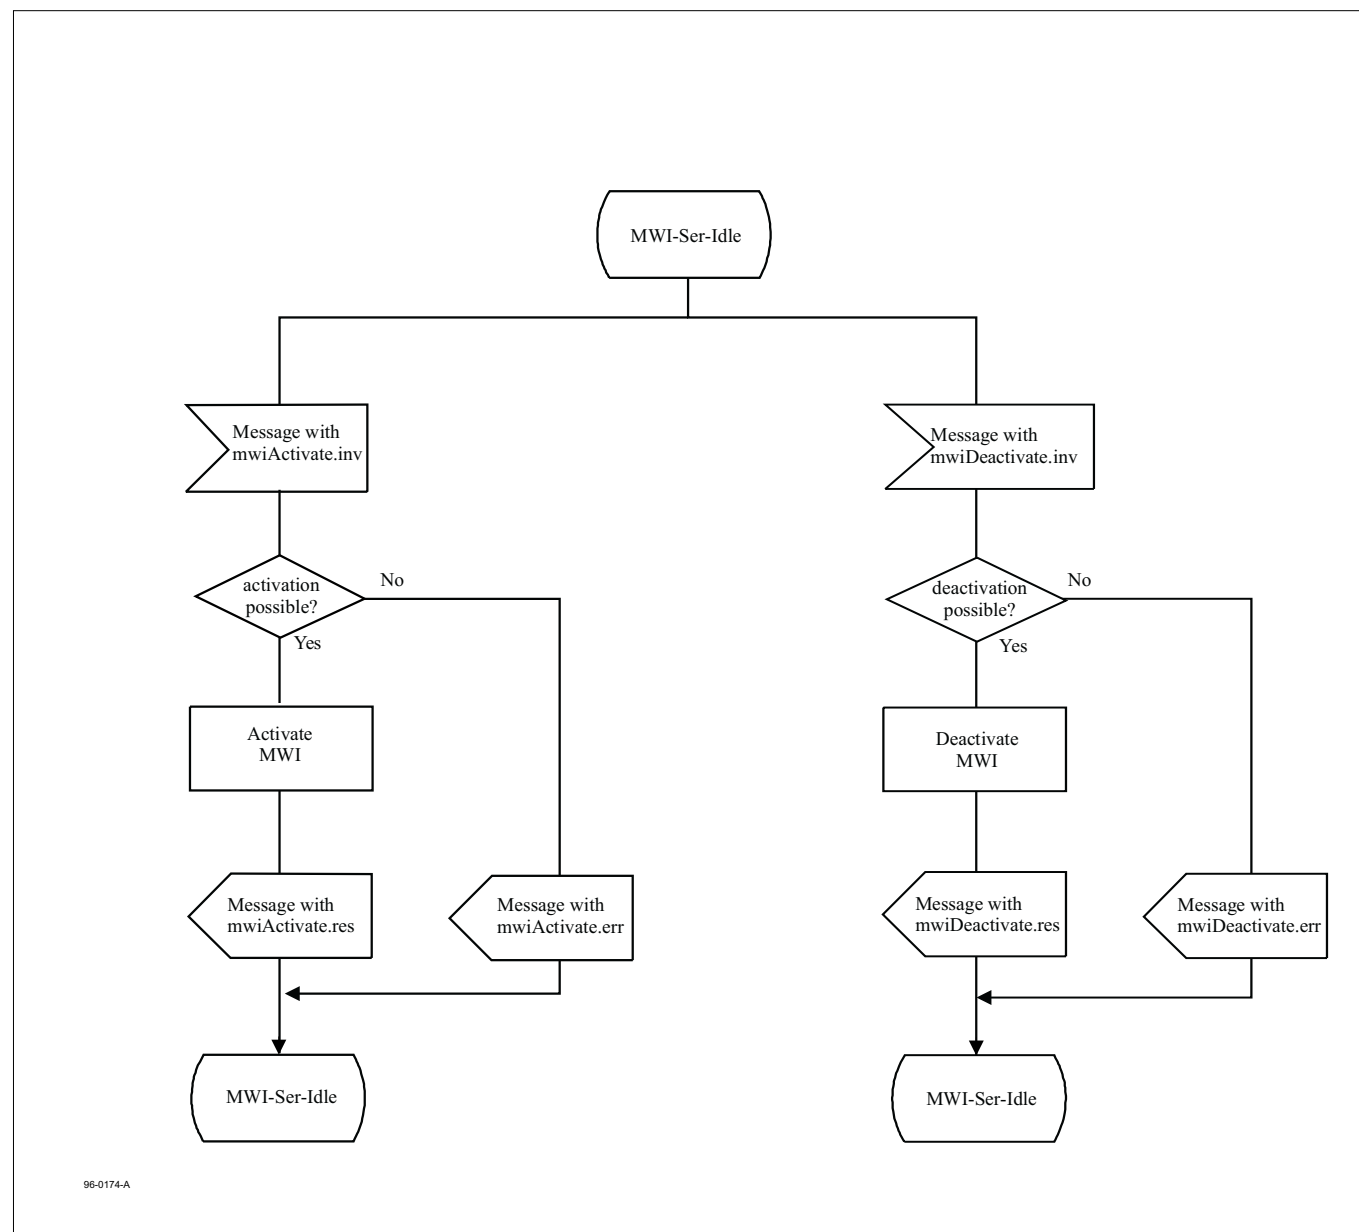 MWI-Ser-Idle
Message with
mwiActivate.inv
Message with
mwiDeactivate.inv
activation
possible?
No
Yes
deactivation
possible?
No
Yes
Activate
MWI
Deactivate
MWI
Message with
mwiActivate.res
Message with
mwiActivate.err
Message with
mwiDeactivate.res
Message with
mwiDeactivate.err
MWI-Ser-Idle
MWI-Ser-Idle
96-0174-A